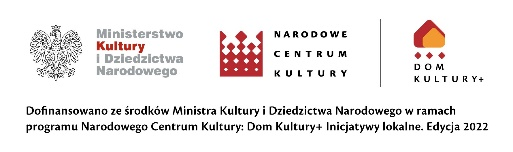 Ministerstwo
Kultury
i Dziedzictwa
Narodowego
NARODOWE
CENTRUM
KULTURY
DOM
KULTURY+
Dofinansowano ze środków Ministra Kultury i Dziedzictwa Narodowego w ramach
programu Narodowego Centrum Kultury: Dom Kultury+ Inicjatywy lokalne. Edycja 2022